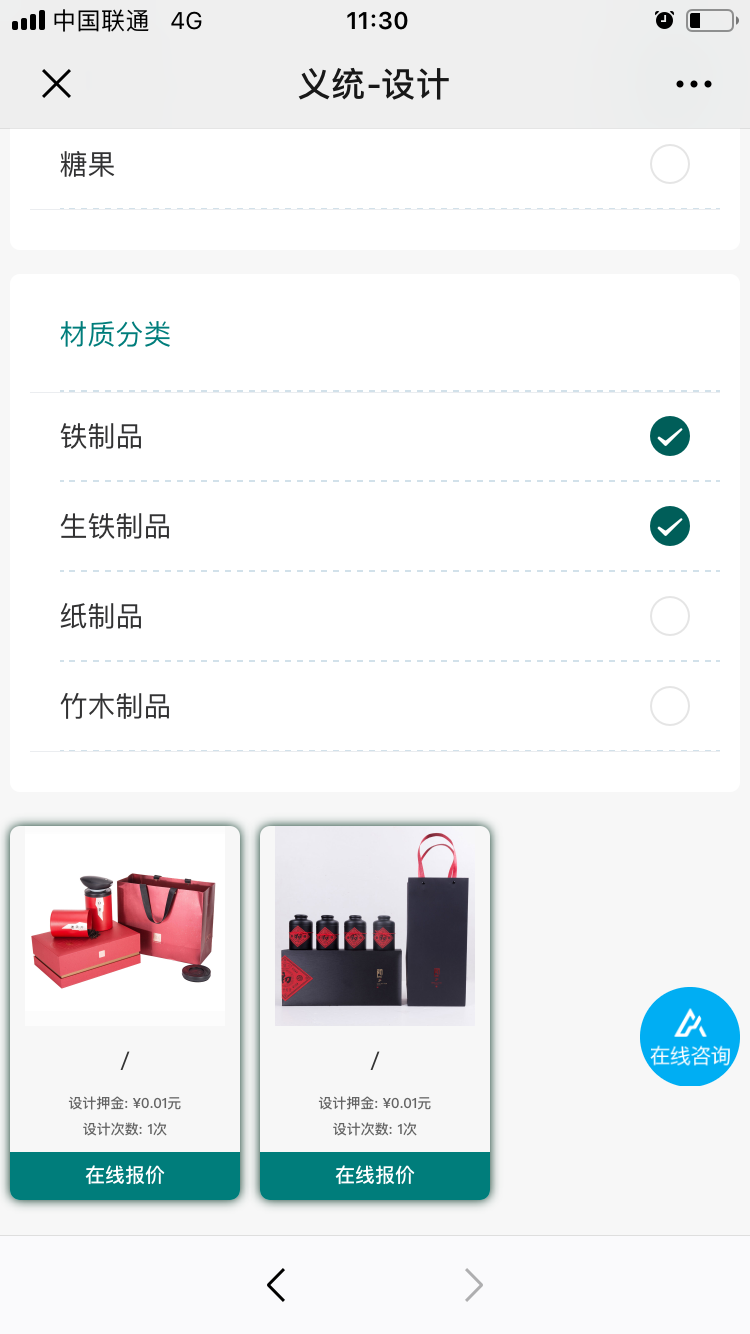 中国联通 4G 11:30
义统-设计
糖果
材质分类
铁制品
生铁制品
纸制品
竹木制品
在线咨询
/ /
设计押金: ¥0.01元 设计押金: ¥0.01元
设计次数: 1次 设计次数: 1次
在线报价 在线报价